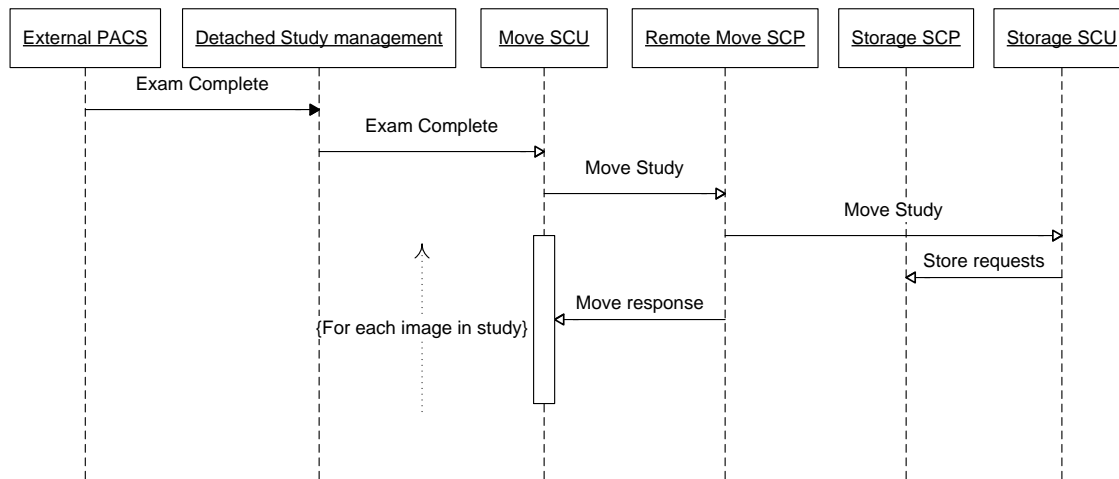 External PACS
Detached Study management
Move SCU
Remote Move SCP
Storage SCP
Storage SCU
Exam Complete
Exam Complete
Move Study
Move Study
Store requests
Move response
{For each image in study}